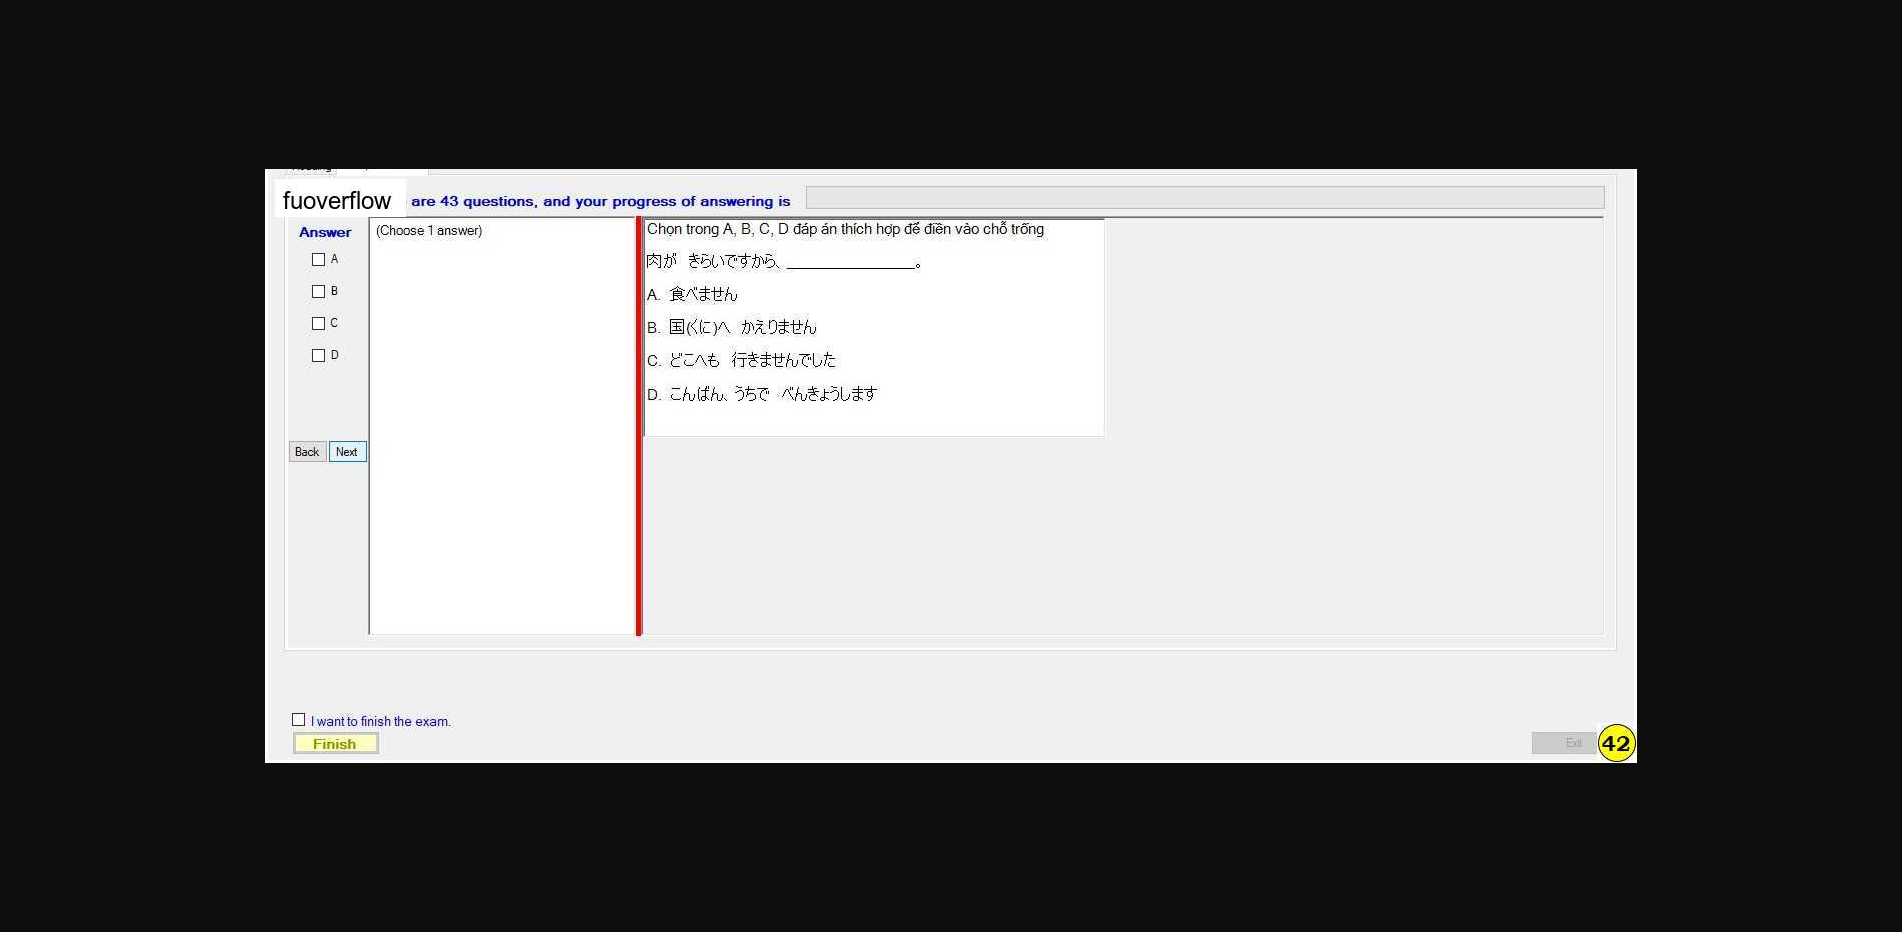 fuoverflow are 43 questions, and your progress of answering is
Answer
A
B
C
D
Back Next
(Choose 1 answer)
Chọn trong A, B, C, D đáp án thích hợp để điền vào chỗ trống
肉が きらいですから、________________。
A. 食べません
B. 国(くに)へ かえりません
C. どこへも 行きませんでした
D. こんばん、うちで べんきょうします
I want to finish the exam.
Finish
Exit
42